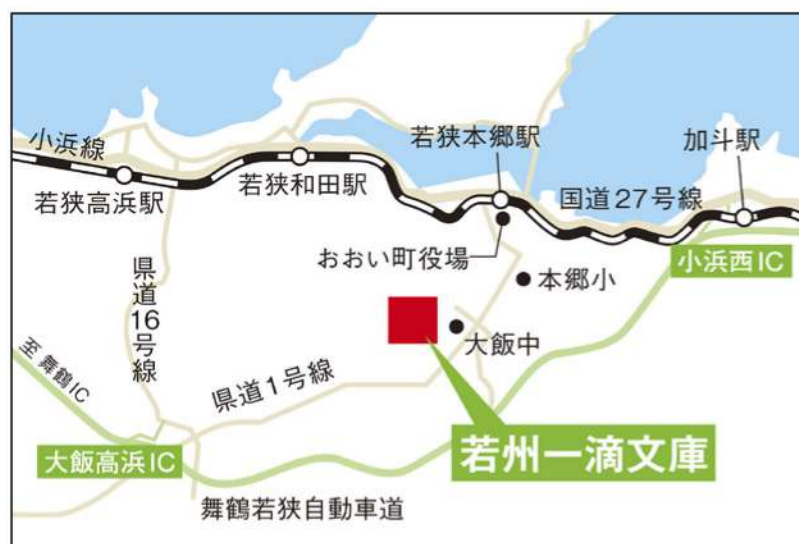 小浜線
若狭高浜駅
若狭和田駅
若狭本郷駅
加斗駅
国道27号線
おおい町役場
小浜西IC
本郷小
県道16号線
大飯中
至 舞鶴IC
県道1号線
大飯高浜IC
若州一滴文庫
舞鶴若狭自動車道